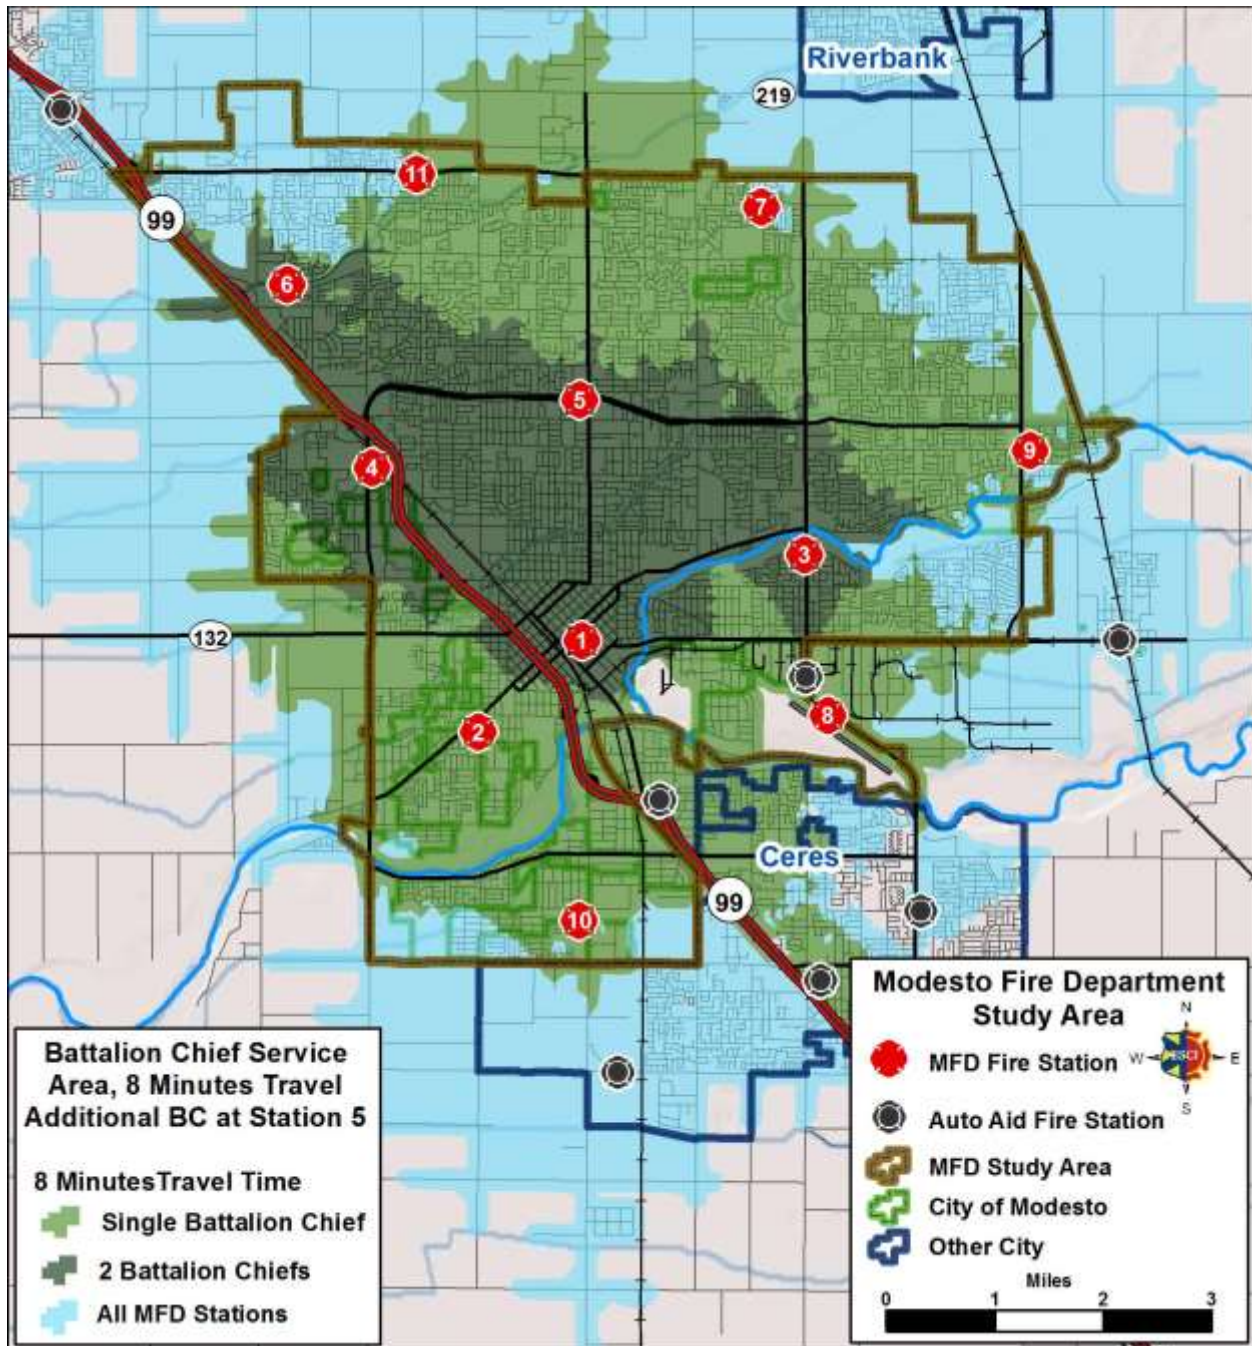 Riverbank
219
11
7
99
6
5
9
4
3
132
1
8
2
Ceres
99
10
Battalion Chief Service
Area, 8 Minutes Travel
Additional BC at Station 5
8 MinutesTravel Time
Single Battalion Chief
2 Battalion Chiefs
All MFD Stations
Modesto Fire Department
Study Area
N
W
E
S
MFD Fire Station
Auto Aid Fire Station
MFD Study Area
City of Modesto
Other City
Miles
0 1 2 3